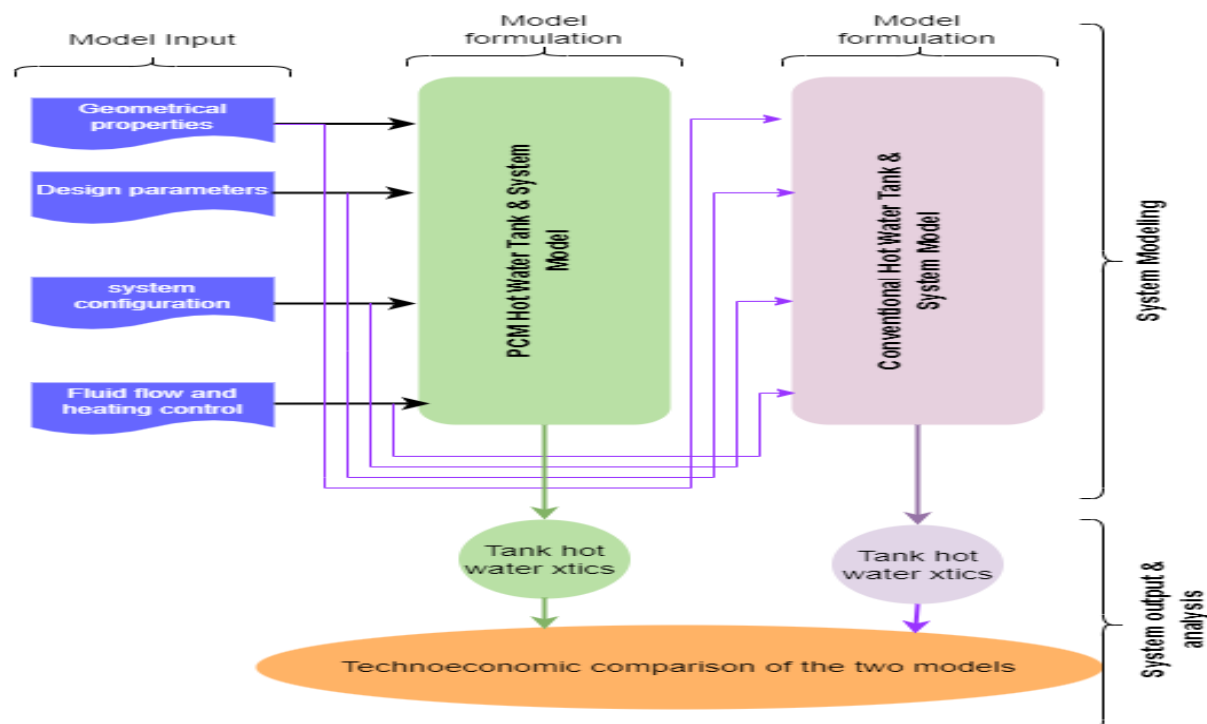 Model Input
Model
formulation
Model
formulation
Geometrical
properties
Design parameters
system
configuration
Fluid flow and
heating control
PCM Hot Water Tank & System
Model
Conventional Hot Water Tank &
System Model
System Modeling
Tank hot
water xtics
Tank hot
water xtics
Technoeconomic comparison of the two models
System output &
analysis